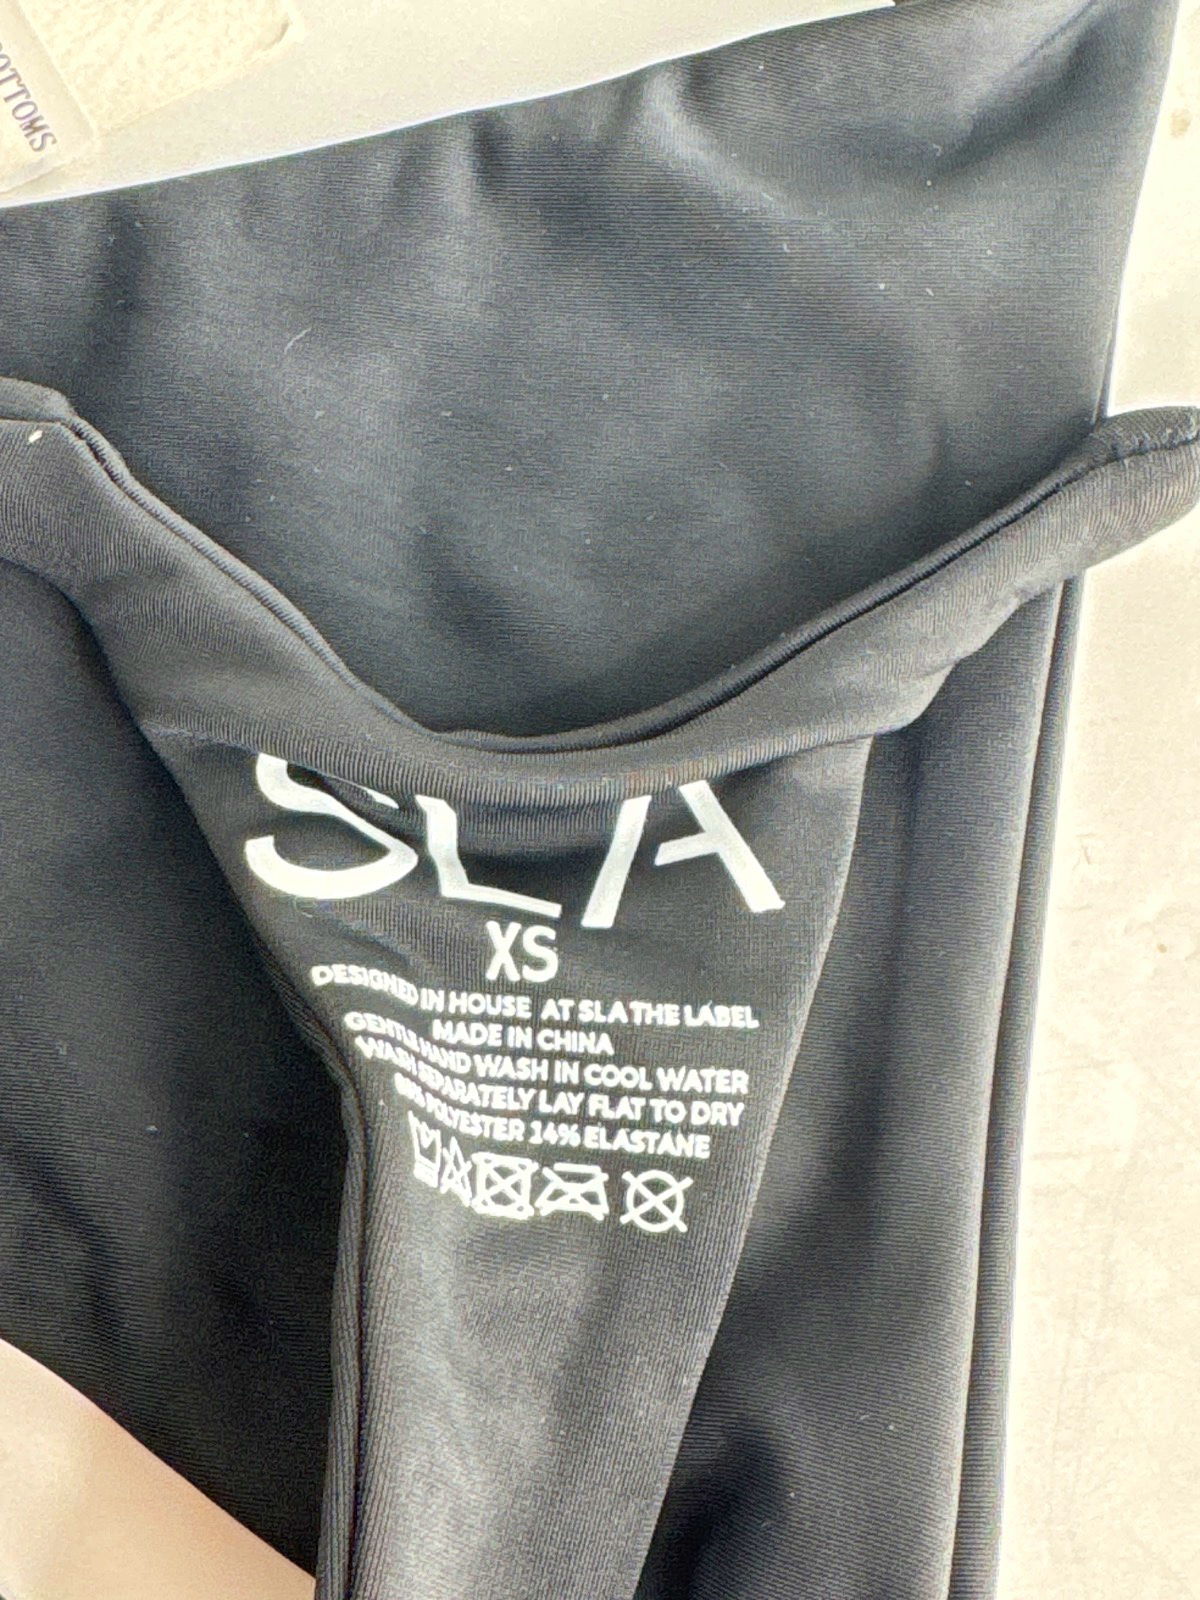 OTTOMS
SLA
XS
DESIGNED IN HOUSE AT SLA THE LABEL
MADE IN CHINA
GENTLE HAND WASH IN COOL WATER
WASH SEPARATELY LAY FLAT TO DRY
POLYESTER 14% ELASTANE